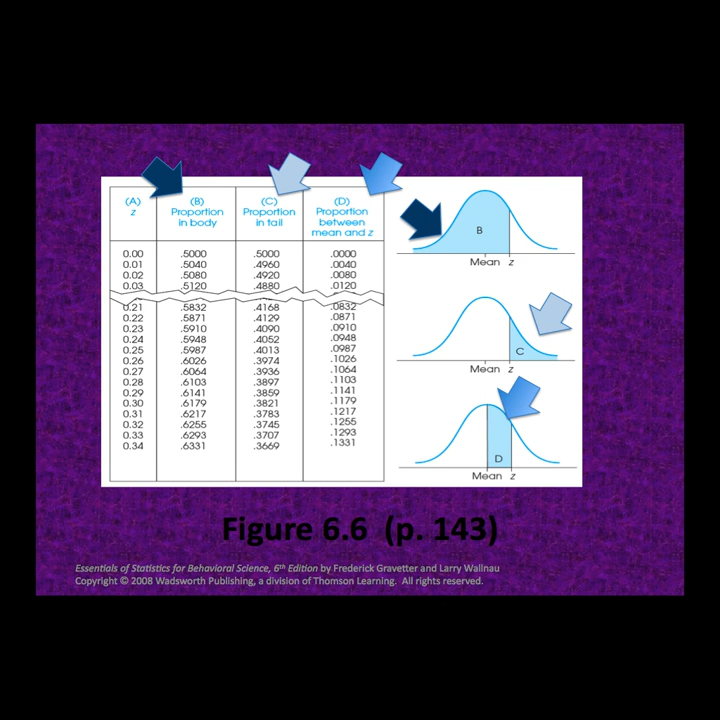 (A) (B) (C) (D)
z Proportion Proportion Proportion
in body in tail between
mean and z
0.00 .5000 .5000 .0000
0.01 .5040 .4960 .0040
0.02 .5080 .4920 .0080
0.03 .5120 .4880 .0120
0.21 .5832 .4168 .0832
0.22 .5871 .4129 .0871
0.23 .5910 .4090 .0910
0.24 .5948 .4052 .0948
0.25 .5987 .4013 .0987
0.26 .6026 .3974 .1026
0.27 .6064 .3936 .1064
0.28 .6103 .3897 .1103
0.29 .6141 .3859 .1141
0.30 .6179 .3821 .1179
0.31 .6217 .3783 .1217
0.32 .6255 .3745 .1255
0.33 .6293 .3707 .1293
0.34 .6331 .3669 .1331
B
Mean z
C
Mean z
D
Mean z
Figure 6.6 (p. 143)
Essentials of Statistics for Behavioral Science, 6th Edition by Frederick Gravetter and Larry Wallnau
Copyright © 2008 Wadsworth Publishing, a division of Thomson Learning. All rights reserved.